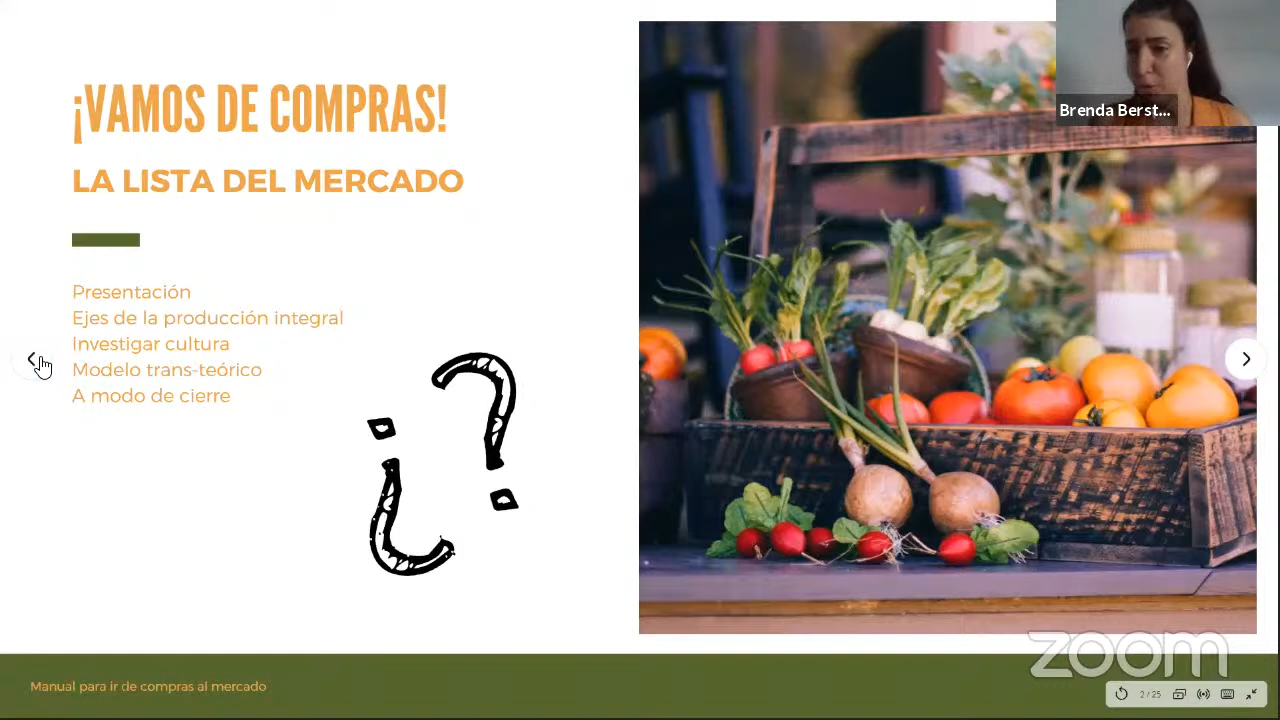 ¡VAMOS DE COMPRAS!
LA LISTA DEL MERCADO
Presentación
Ejes de la producción integral
Investigar cultura
Modelo trans-teórico
A modo de cierre
¿?
Manual para ir de compras al mercado
Brenda Berst...
zoom
2 / 25